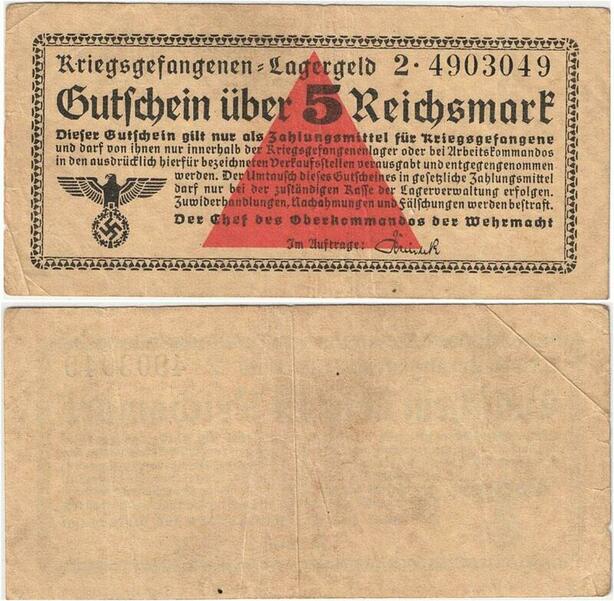 Kriegsgefangenen-Lagergeld 2·4903049
Gutschein über 5 Reichsmark
Dieser Gutschein gilt nur als Zahlungsmittel für Kriegsgefangene
und darf von ihnen nur innerhalb der Kriegsgefangenenlager oder bei Arbeitskommandos
in den ausdrücklich hierfür bezeichneten Verkaufsstellen verausgabt und entgegengenommen
werden. Der Umtausch dieses Gutscheines in gesetzliche Zahlungsmittel
darf nur bei der zuständigen Kasse der Lagerverwaltung erfolgen.
Zuwiderhandlungen, Nachahmungen und Fälschungen werden bestraft.
Der Chef des Oberkommandos der Wehrmacht
Im Auftrage: